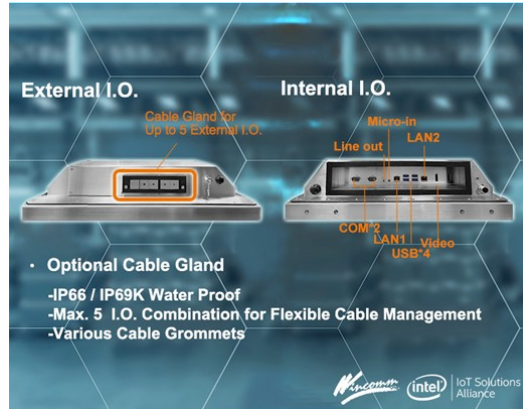 External I.O.
Internal I.O.
Cable Gland for
Up to 5 External I.O.
Micro-in
LAN2
Line out
COM*2
LAN1
Video
USB*4
· Optional Cable Gland
-IP66 / IP69K Water Proof
-Max. 5 I.O. Combination for Flexible Cable Management
-Various Cable Grommets
Wincomm
intel
IoT Solutions
Alliance